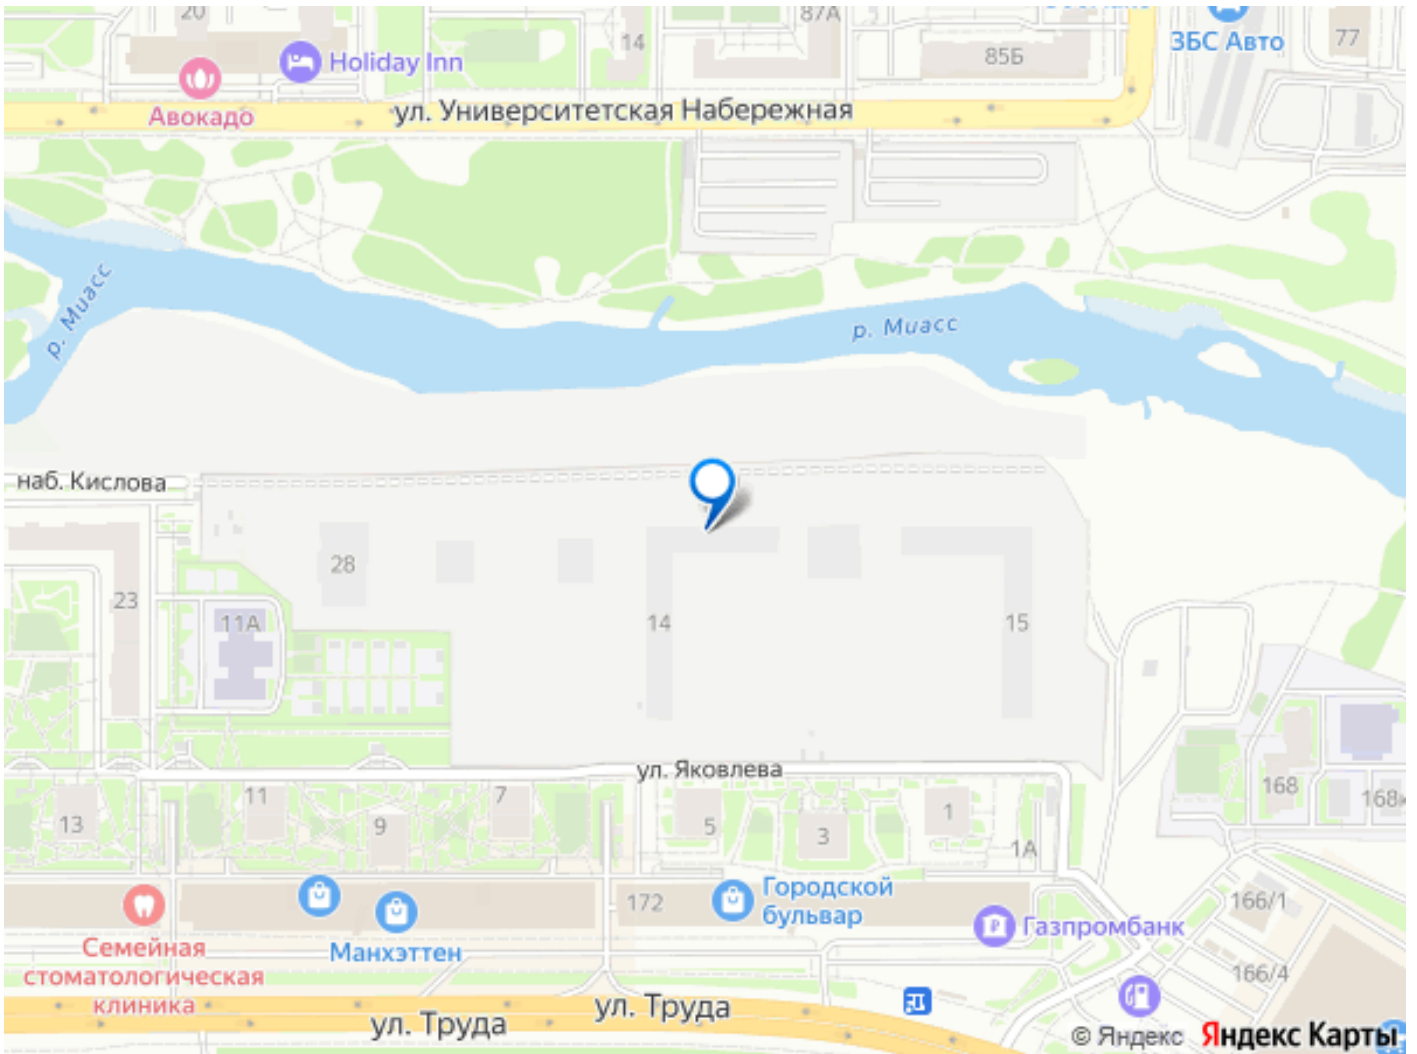 20
87А
14
Holiday Inn
85Б
ЗБС Авто
77
Авокадо
ул. Университетская Набережная
р. Миасс
р. Миасс
наб. Кислова
28
23
11А
14
15
ул. Яковлева
11
7
13
9
5
3
1
1А
168
168к
172
Городской
бульвар
166/1
Газпромбанк
Манхэттен
Семейная
стоматологическая
клиника
166/4
ул. Труда
ул. Труда
© Яндекс Яндекс Карты